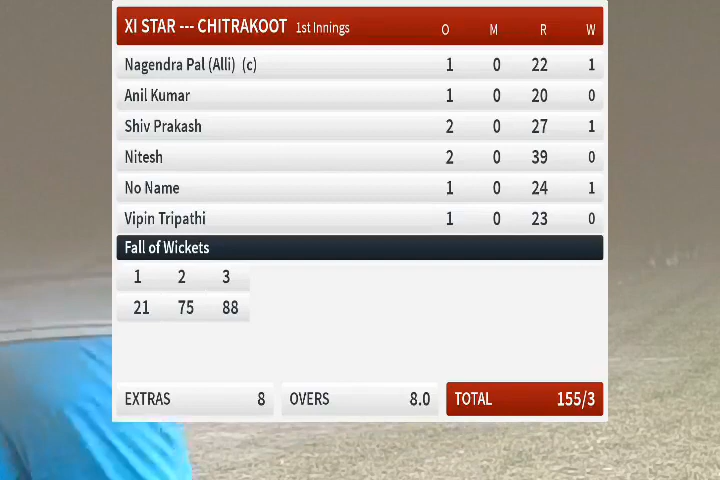 XI STAR --- CHITRAKOOT 1st Innings O M R W
Nagendra Pal (Alli) (c) 1 0 22 1
Anil Kumar 1 0 20 0
Shiv Prakash 2 0 27 1
Nitesh 2 0 39 0
No Name 1 0 24 1
Vipin Tripathi 1 0 23 0
Fall of Wickets
1 2 3
21 75 88
EXTRAS 8 OVERS 8.0 TOTAL 155/3